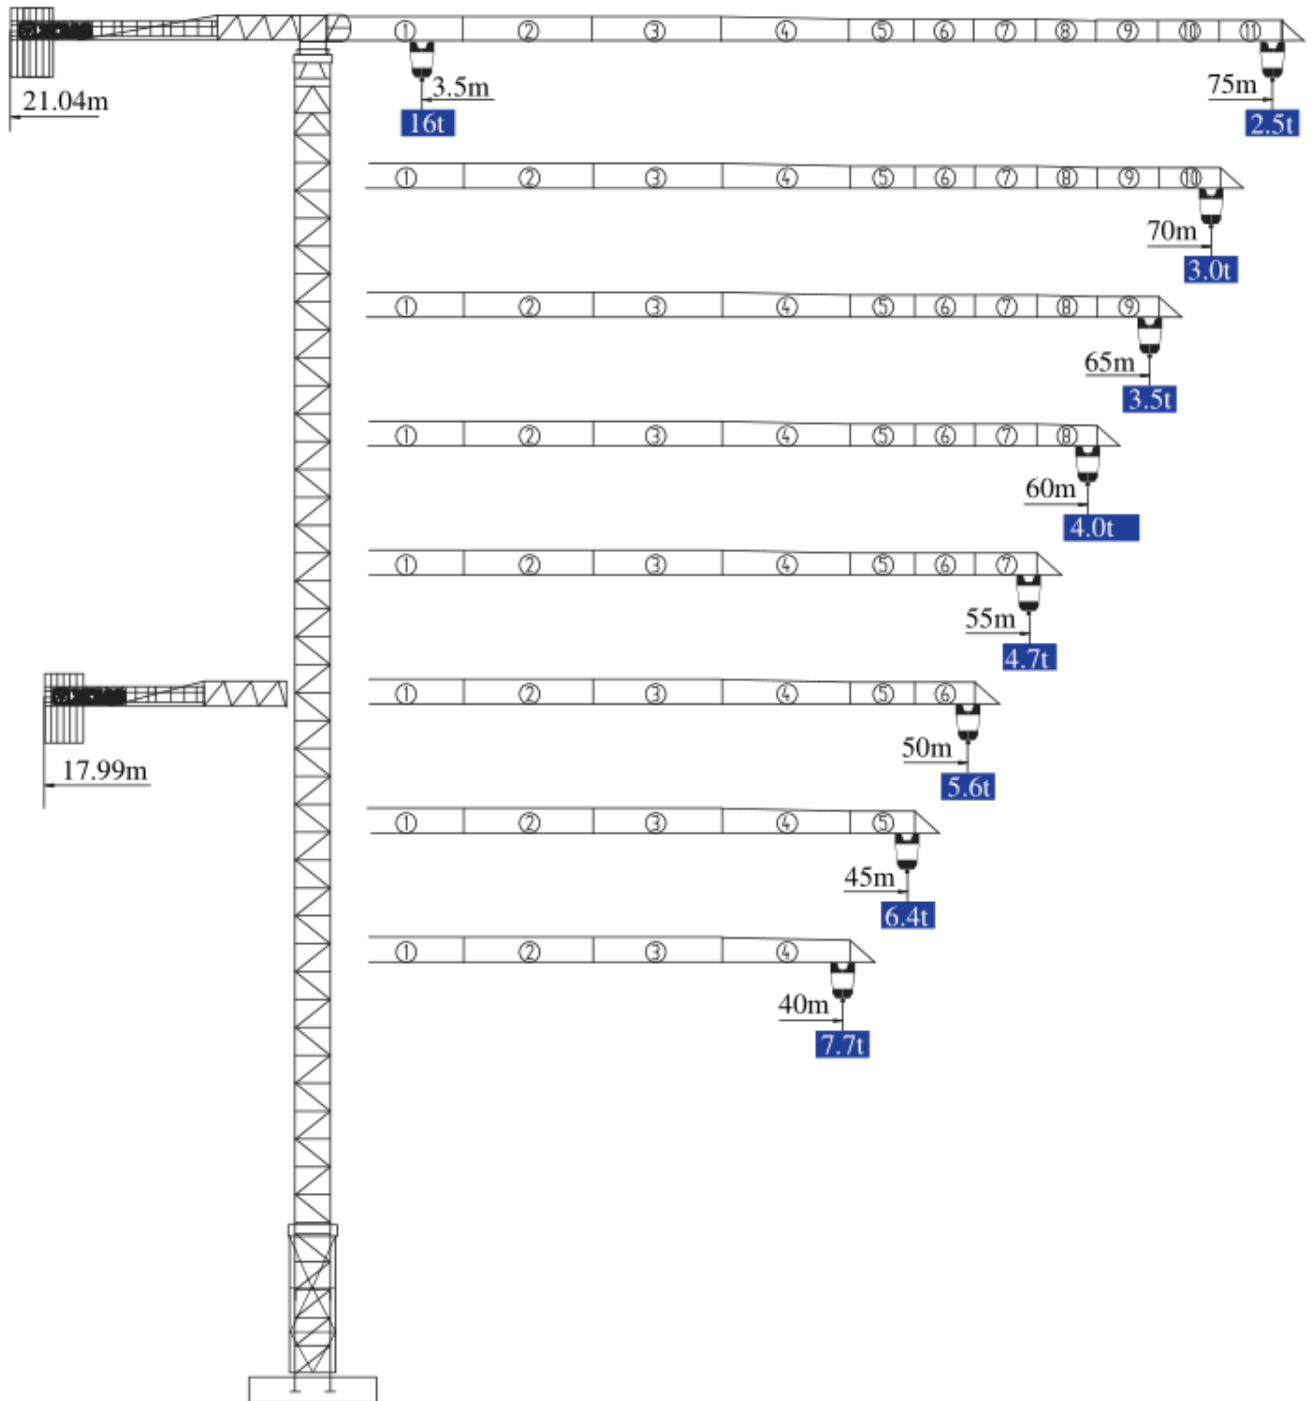 ① ② ③ ④ ⑤ ⑥ ⑦ ⑧ ⑨ ⑩ ⑪
21.04m 3.5m 75m
16t 2.5t
① ② ③ ④ ⑤ ⑥ ⑦ ⑧ ⑨ ⑩
70m
3.0t
① ② ③ ④ ⑤ ⑥ ⑦ ⑧ ⑨
65m
3.5t
① ② ③ ④ ⑤ ⑥ ⑦ ⑧
60m
4.0t
① ② ③ ④ ⑤ ⑥ ⑦
55m
4.7t
① ② ③ ④ ⑤ ⑥
17.99m 50m
5.6t
① ② ③ ④ ⑤
45m
6.4t
① ② ③ ④
40m
7.7t